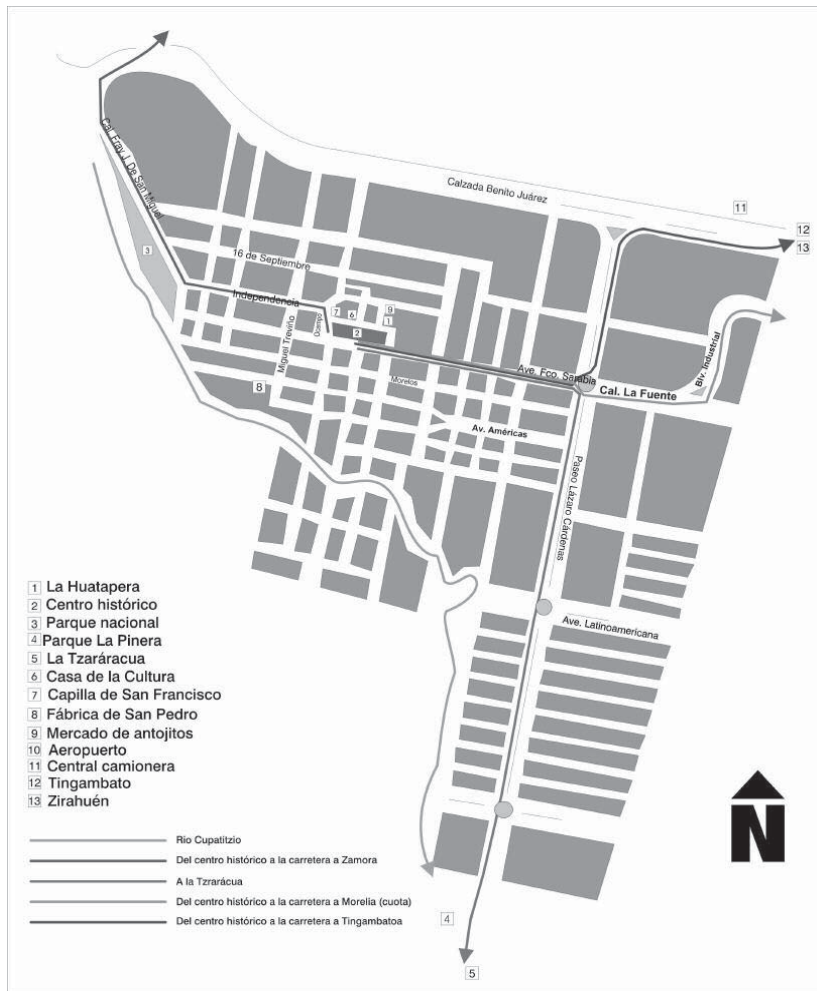 Cal. Fray J. De San Miguel
Calzada Benito Juárez
11
12
13
3
16 de Septiembre
Independencia
7
6
9
1
2
Miguel Treviño
Ocampo
Ave. Fco. Sarabia
Blv. Industrial
Cal. La Fuente
8
Morelos
Av. Américas
Paseo Lázaro Cárdenas
Ave. Latinoamericana
1 La Huatapera
2 Centro histórico
3 Parque nacional
4 Parque La Pinera
5 La Tzaráracua
6 Casa de la Cultura
7 Capilla de San Francisco
8 Fábrica de San Pedro
9 Mercado de antojitos
10 Aeropuerto
11 Central camionera
12 Tingambato
13 Zirahuén
N
Río Cupatitzio
Del centro histórico a la carretera a Zamora
A la Tzrarácua
Del centro histórico a la carretera a Morelia (cuota)
Del centro histórico a la carretera a Tingambatoa
4
5